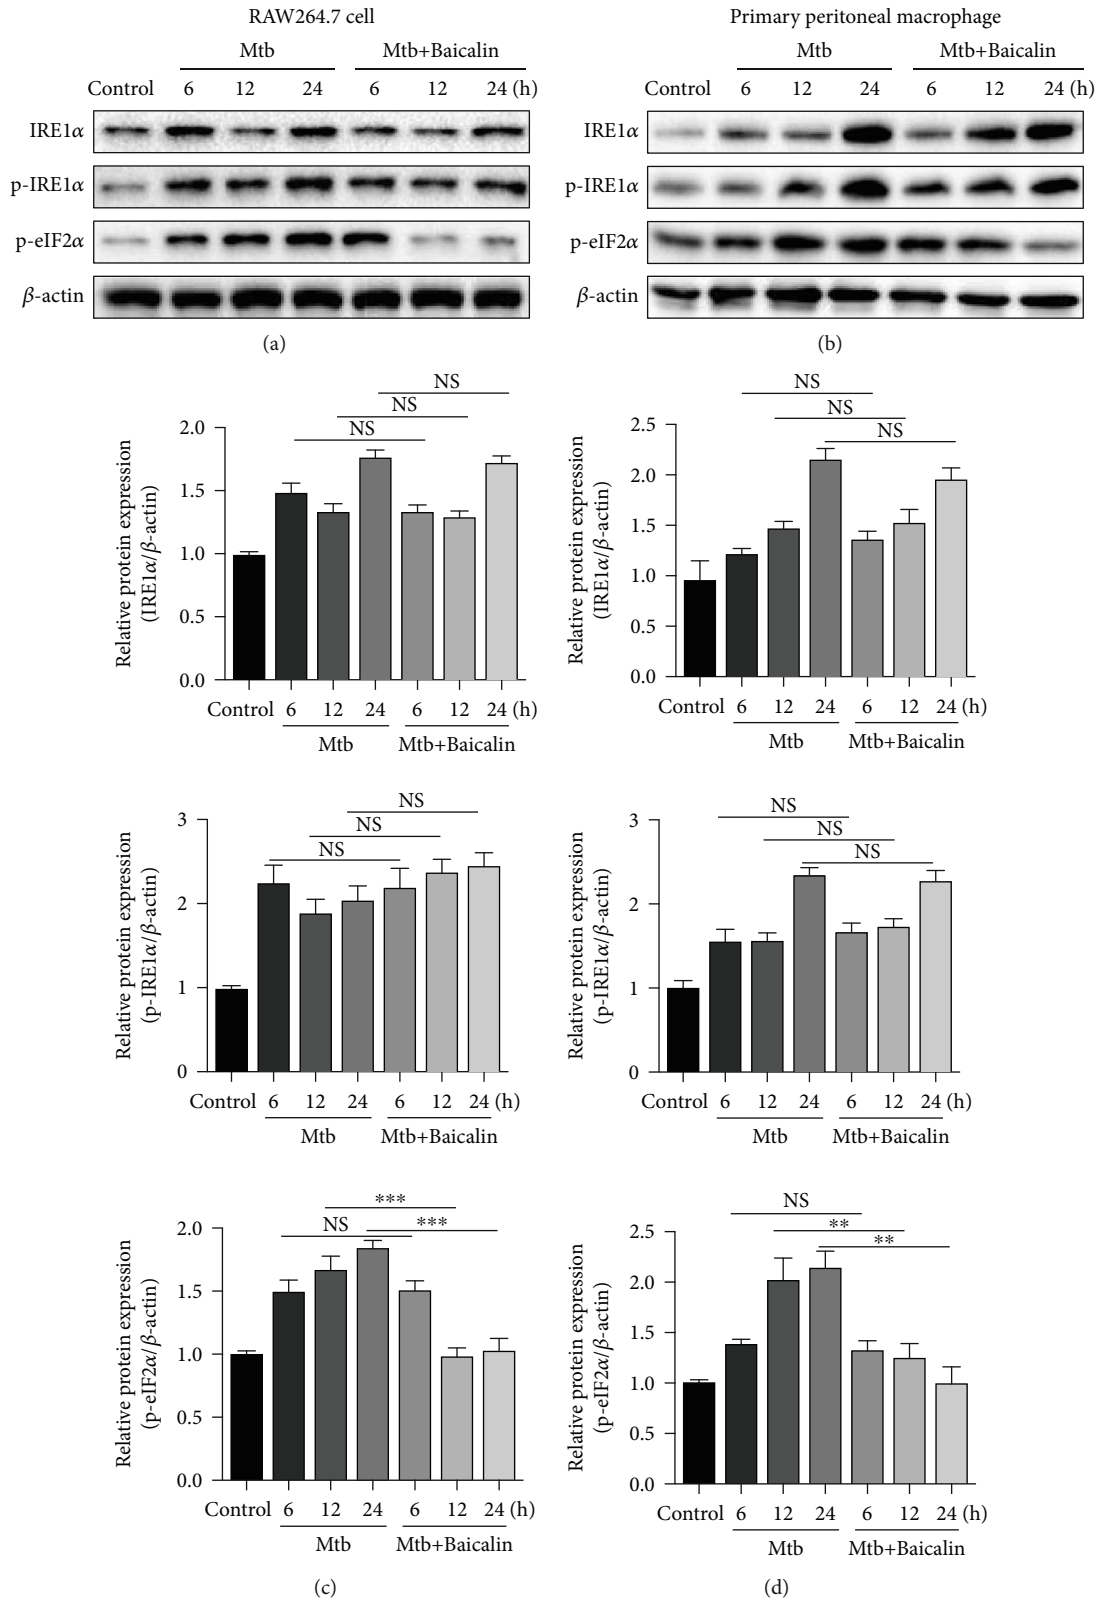 RAW264.7 cell
Mtb Mtb+Baicalin
Control 6 12 24 6 12 24 (h)
IRE1α
p-IRE1α
p-eIF2α
β-actin
(a)
Primary peritoneal macrophage
Mtb Mtb+Baicalin
Control 6 12 24 6 12 24 (h)
IRE1α
p-IRE1α
p-eIF2α
β-actin
(b)
NS
NS
NS
Relative protein expression
(IRE1α/β-actin)
2.0
1.5
1.0
0.5
0.0
Control 6 12 24 6 12 24 (h)
Mtb Mtb+Baicalin
NS
NS
NS
Relative protein expression
(IRE1α/β-actin)
2.5
2.0
1.5
1.0
0.5
0.0
Control 6 12 24 6 12 24 (h)
Mtb Mtb+Baicalin
NS
NS
NS
Relative protein expression
(p-IRE1α/β-actin)
3
2
1
0
Control 6 12 24 6 12 24 (h)
Mtb Mtb+Baicalin
NS
NS
NS
Relative protein expression
(p-IRE1α/β-actin)
3
2
1
0
Control 6 12 24 6 12 24 (h)
Mtb Mtb+Baicalin
***
NS ***
Relative protein expression
(p-eIF2α/β-actin)
2.0
1.5
1.0
0.5
0.0
Control 6 12 24 6 12 24 (h)
Mtb Mtb+Baicalin
(c)
NS
**
**
Relative protein expression
(p-eIF2α/β-actin)
2.5
2.0
1.5
1.0
0.5
0.0
Control 6 12 24 6 12 24 (h)
Mtb Mtb+Baicalin
(d)